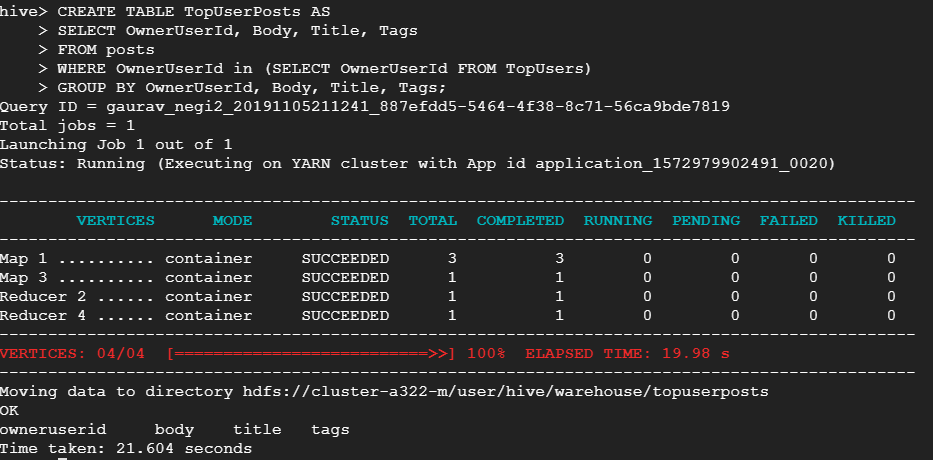 hive> CREATE TABLE TopUserPosts AS
    > SELECT OwnerUserId, Body, Title, Tags
    > FROM posts
    > WHERE OwnerUserId in (SELECT OwnerUserId FROM TopUsers)
    > GROUP BY OwnerUserId, Body, Title, Tags;
Query ID = gaurav_negi2_20191105211241_887efdd5-5464-4f38-8c71-56ca9bde7819
Total jobs = 1
Launching Job 1 out of 1
Status: Running (Executing on YARN cluster with App id application_1572979902491_0020)
----------------------------------------------------------------------------------------------
        VERTICES      MODE        STATUS  TOTAL  COMPLETED  RUNNING  PENDING  FAILED  KILLED
----------------------------------------------------------------------------------------------
Map 1 .......... container     SUCCEEDED      3          3        0        0       0       0
Map 3 .......... container     SUCCEEDED      1          1        0        0       0       0
Reducer 2 ...... container     SUCCEEDED      1          1        0        0       0       0
Reducer 4 ...... container     SUCCEEDED      1          1        0        0       0       0
----------------------------------------------------------------------------------------------
VERTICES: 04/04  [==========================>>] 100%  ELAPSED TIME: 19.98 s
----------------------------------------------------------------------------------------------
Moving data to directory hdfs://cluster-a322-m/user/hive/warehouse/topuserposts
OK
owneruserid     body    title   tags
Time taken: 21.604 seconds